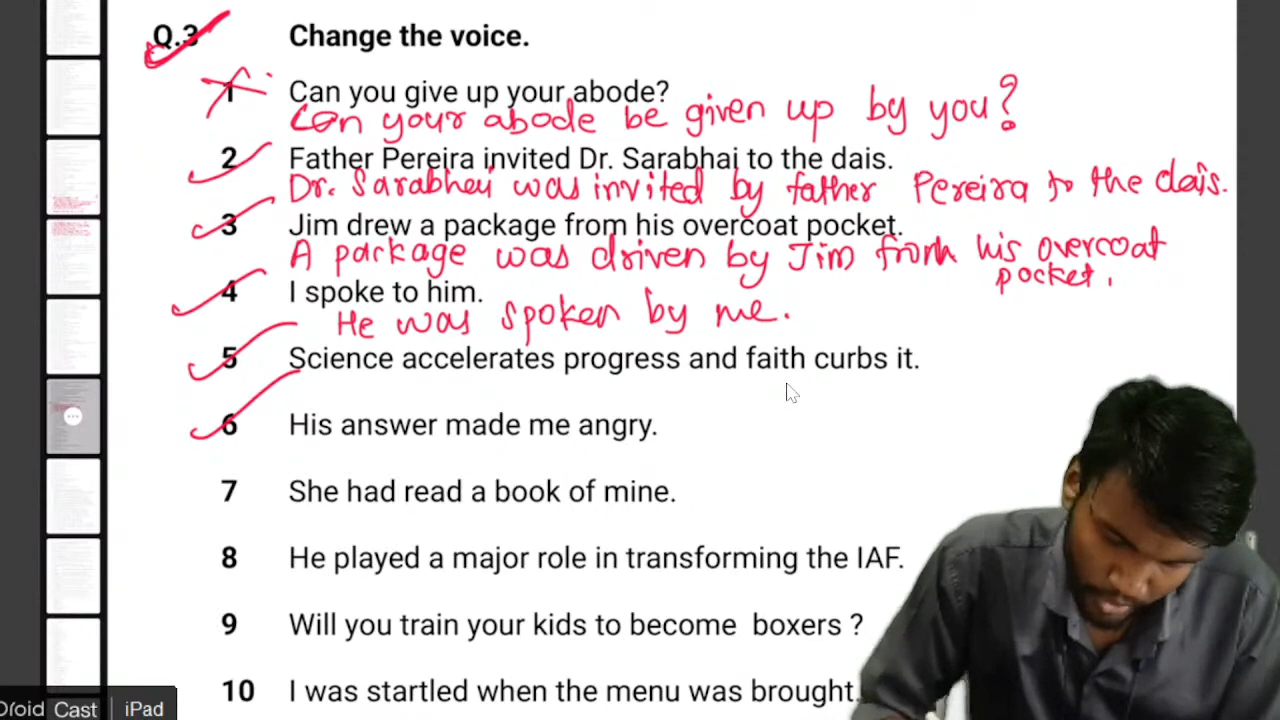 Q.3 Change the voice.
1 Can you give up your abode?
Can your abode be given up by you?
2 Father Pereira invited Dr. Sarabhai to the dais.
Dr. Sarabhai was invited by father Pereira to the dais.
3 Jim drew a package from his overcoat pocket.
A package was driven by Jim from his overcoat
pocket.
4 I spoke to him.
He was spoken by me.
5 Science accelerates progress and faith curbs it.
6 His answer made me angry.
7 She had read a book of mine.
8 He played a major role in transforming the IAF.
9 Will you train your kids to become boxers ?
10 I was startled when the menu was brought.
Droid Cast iPad